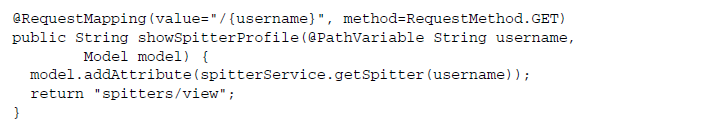 @RequestMapping(value="/{username}", method=RequestMethod.GET)
public String showSpitterProfile(@PathVariable String username,
        Model model) {
  model.addAttribute(spitterService.getSpitter(username));
  return "spitters/view";
}